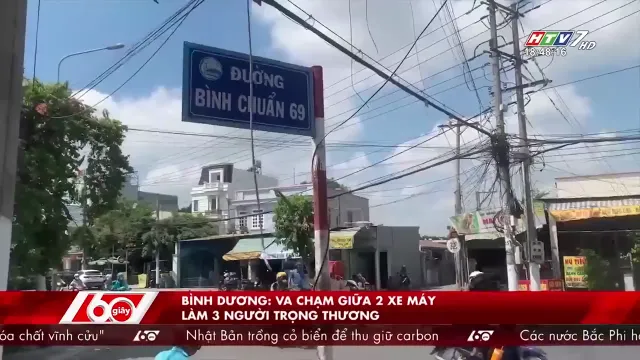 HTV7 HD
18:48:16
ĐƯỜNG
BÌNH CHUẨN 69
60 giây
BÌNH DƯƠNG: VA CHẠM GIỮA 2 XE MÁY
LÀM 3 NGƯỜI TRỌNG THƯƠNG
óa chất vĩnh cửu" Nhật Bản trồng cỏ biển để thu giữ carbon Các nước Bắc Phi h